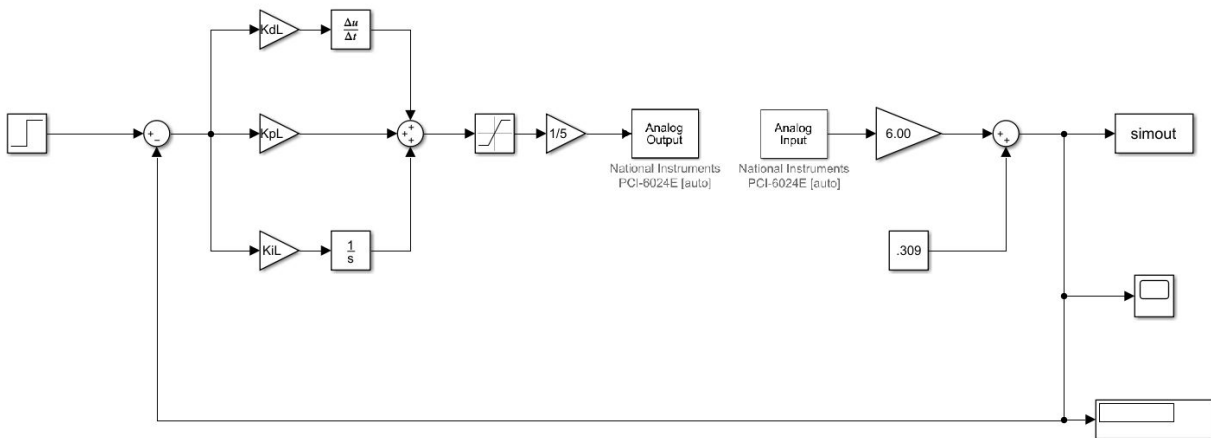 KdL
Δu
Δt
KpL
1/5
Analog
Output
National Instruments
PCI-6024E [auto]
Analog
Input
National Instruments
PCI-6024E [auto]
6.00
simout
KiL
1
s
.309